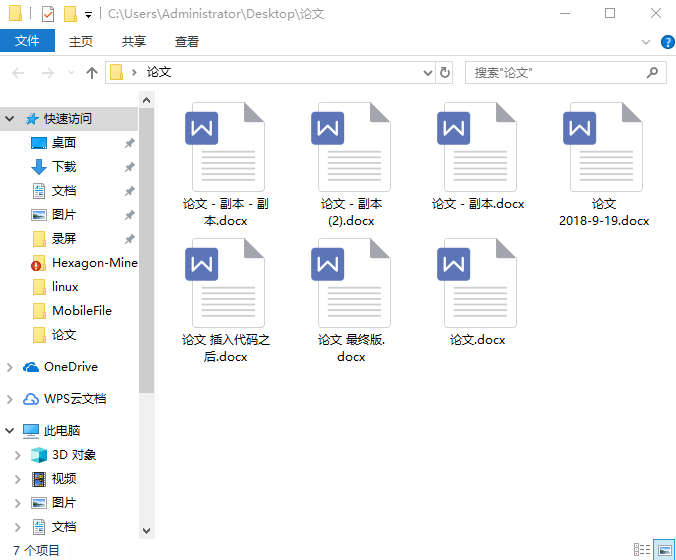 C:\Users\Administrator\Desktop\论文
文件 主页 共享 查看
论文 搜索"论文"
快速访问
桌面
下载
文档
图片
录屏
Hexagon-Mine
linux
MobileFile
论文
OneDrive
WPS云文档
此电脑
3D 对象
视频
图片
文档
论文 - 副本 - 副
本.docx
论文 - 副本
(2).docx
论文 - 副本.docx
论文
2018-9-19.docx
论文 插入代码之
后.docx
论文 最终版.
docx
论文.docx
7 个项目